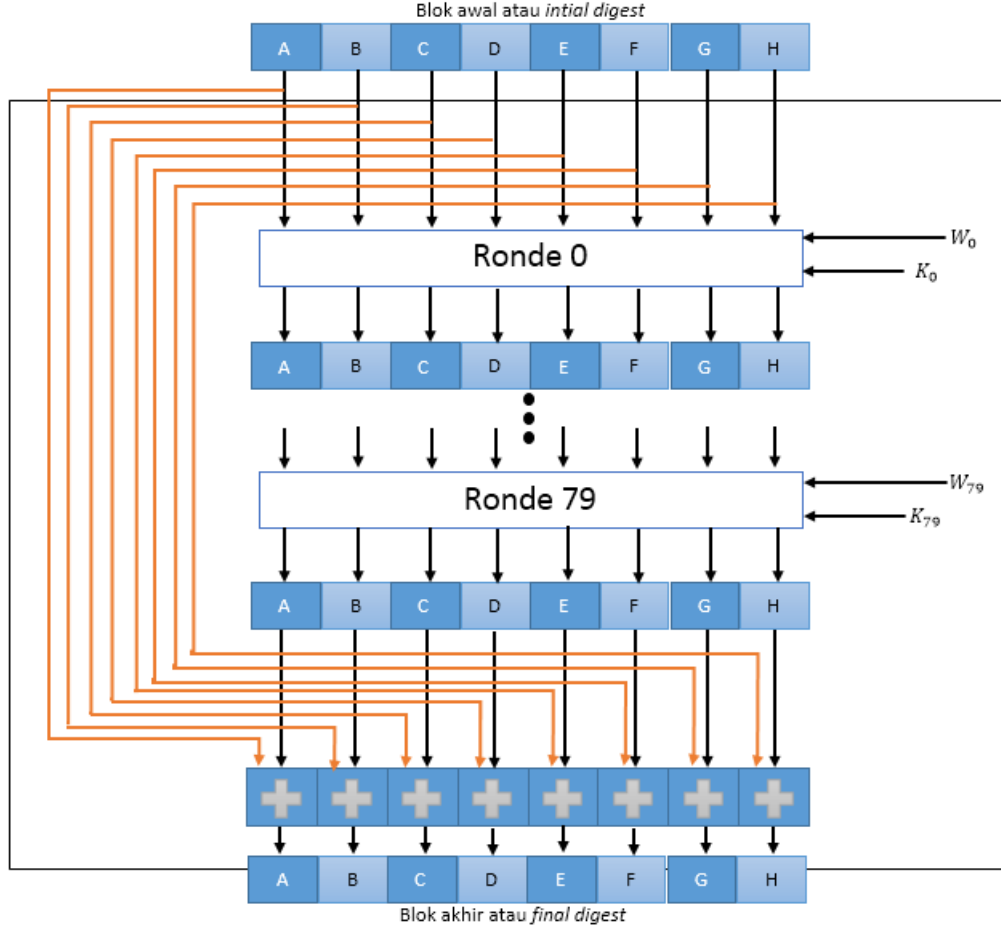 Blok awal atau intial digest
A B C D E F G H
Ronde 0
W₀
K₀
A B C D E F G H
Ronde 79
W₇₉
K₇₉
A B C D E F G H
A B C D E F G H
Blok akhir atau final digest